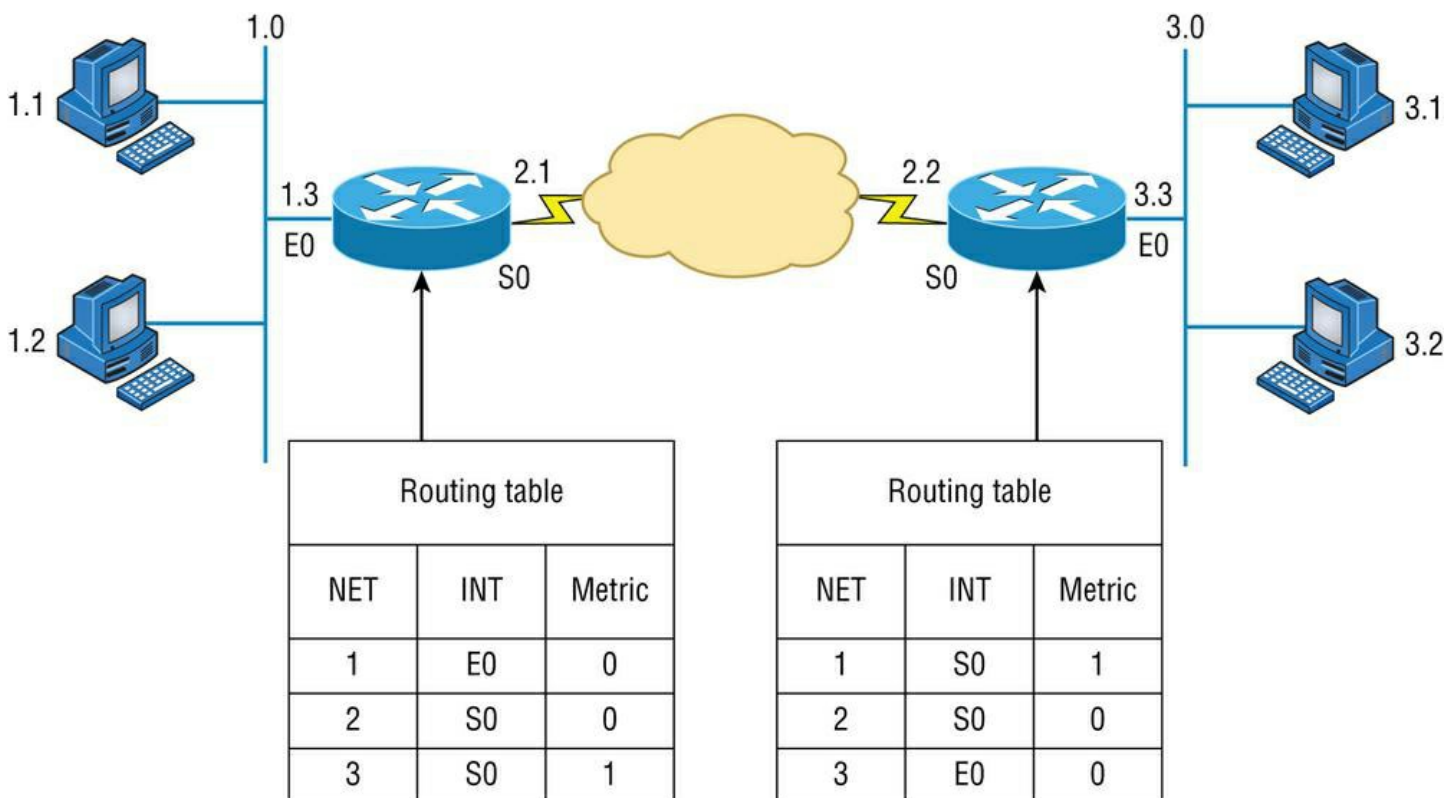 1.0
3.0
1.1
3.1
1.3
2.1
2.2
3.3
E0
S0
S0
E0
1.2
3.2
Routing table
NET INT Metric
1 E0 0
2 S0 0
3 S0 1
Routing table
NET INT Metric
1 S0 1
2 S0 0
3 E0 0